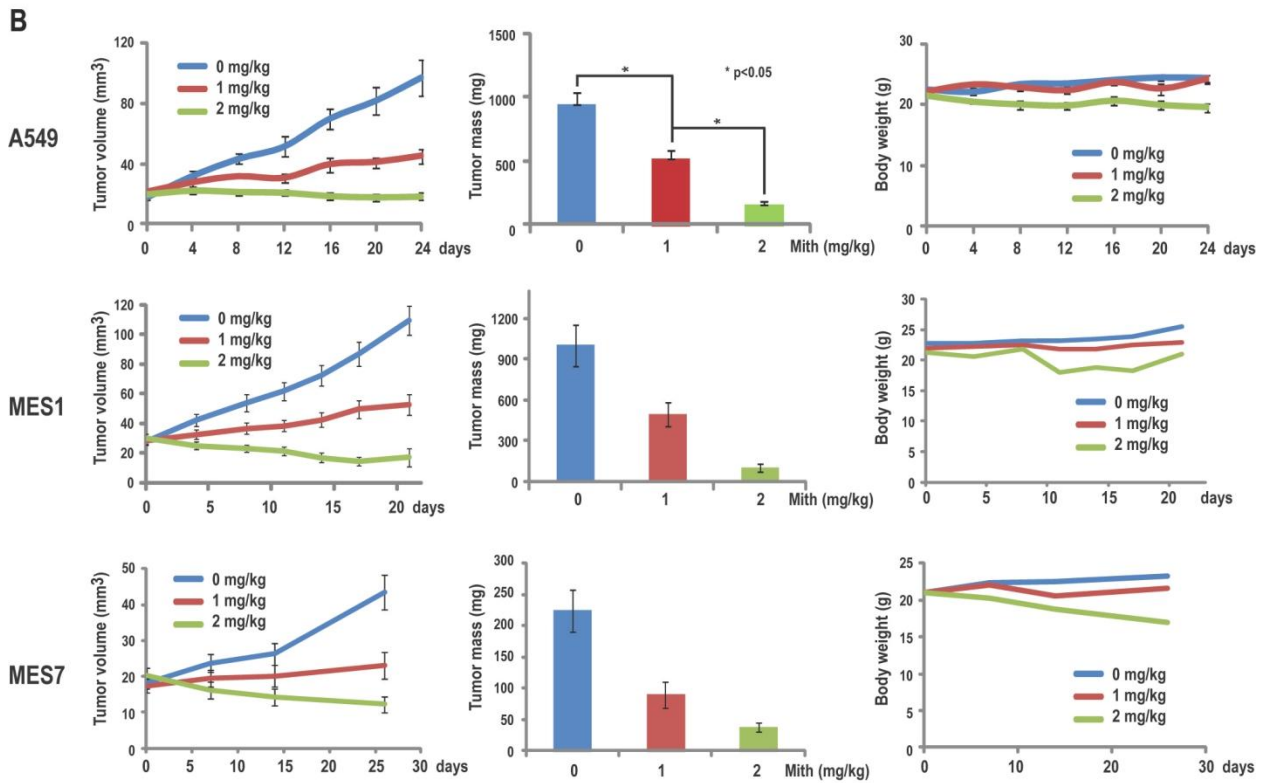 B
A549
Tumor volume (mm3)
120
80
40
0
0 mg/kg
1 mg/kg
2 mg/kg
0 4 8 12 16 20 24 days
Tumor mass (mg)
1500
1000
500
0
*
* p<0.05
*
0 1 2 Mith (mg/kg)
Body weight (g)
30
20
10
0
0 mg/kg
1 mg/kg
2 mg/kg
0 4 8 12 16 20 24 days
MES1
Tumor volume (mm3)
120
100
80
60
40
20
0
0 mg/kg
1 mg/kg
2 mg/kg
0 5 10 15 20 days
Tumor mass (mg)
1200
900
600
300
0
0 1 2 Mith (mg/kg)
Body weight (g)
30
25
20
15
10
5
0
0 mg/kg
1 mg/kg
2 mg/kg
0 5 10 15 20 days
MES7
Tumor volume (mm3)
50
40
30
20
10
0
0 mg/kg
1 mg/kg
2 mg/kg
0 5 10 15 20 25 30 days
Tumor mass (mg)
300
250
200
150
100
50
0
0 1 2 Mith (mg/kg)
Body weight (g)
25
20
15
10
5
0
0 mg/kg
1 mg/kg
2 mg/kg
0 10 20 30 days